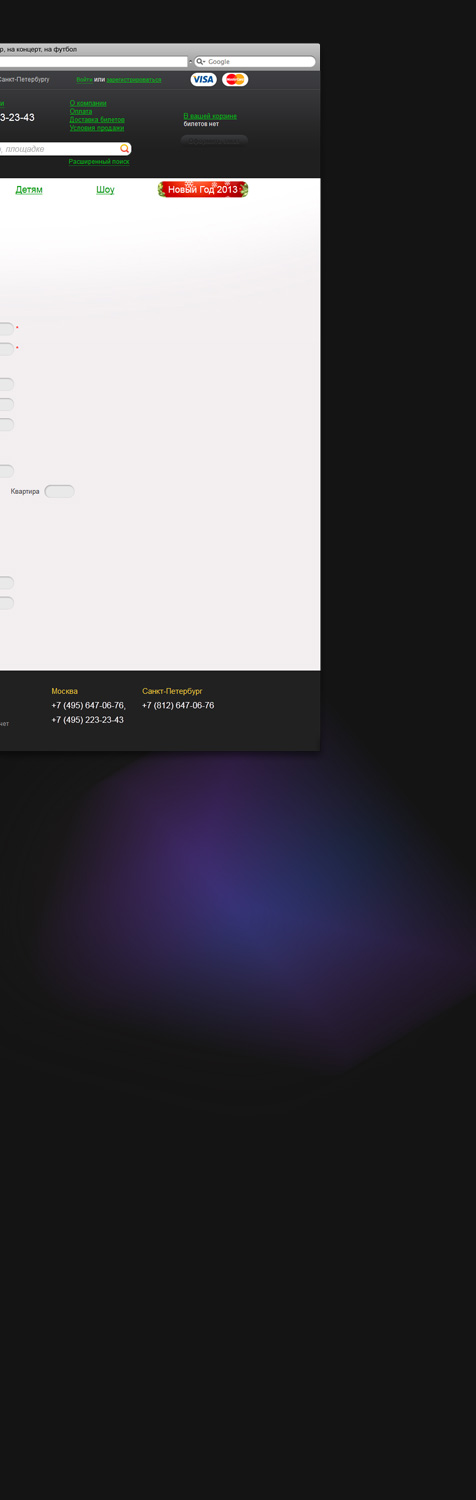 р, на концерт, на футбол
Google
Санкт-Петербургу
Войти или зарегистрироваться
VISA
MasterCard
и
3-23-43
О компании
Оплата
Доставка билетов
Условия продажи
В вашей корзине
билетов нет
, площадке
Расширенный поиск
Детям
Шоу
Новый Год 2013
*
*
Квартира
Москва
+7 (495) 647-06-76,
+7 (495) 223-23-43
Санкт-Петербург
+7 (812) 647-06-76
нет